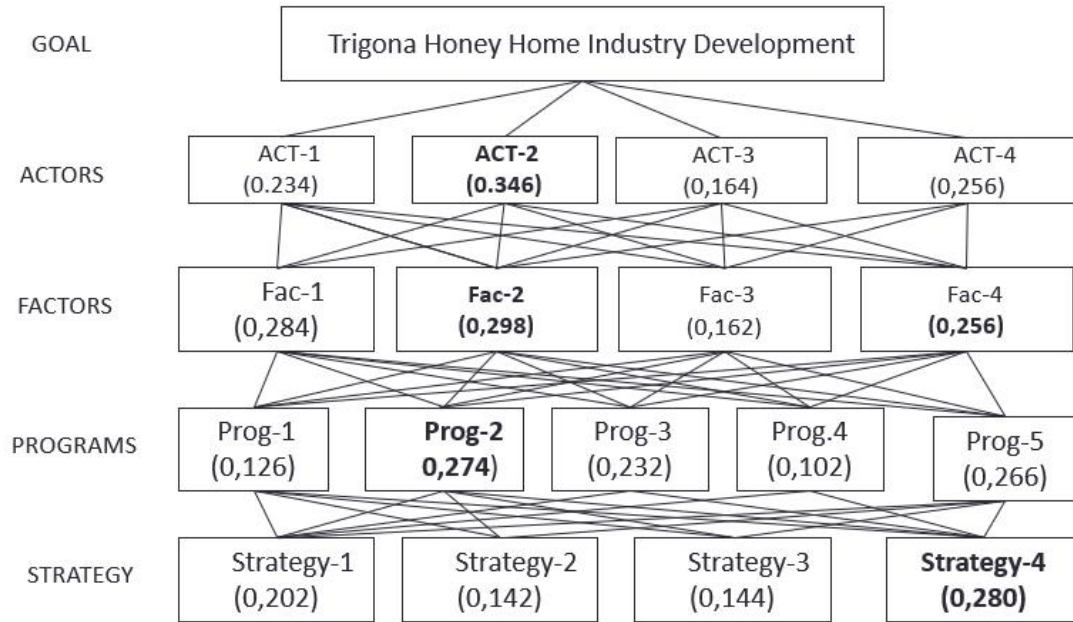 GOAL
Trigona Honey Home Industry Development
ACTORS
ACT-1
(0.234)
ACT-2
(0.346)
ACT-3
(0,164)
ACT-4
(0,256)
FACTORS
Fac-1
(0,284)
Fac-2
(0,298)
Fac-3
(0,162)
Fac-4
(0,256)
PROGRAMS
Prog-1
(0,126)
Prog-2
0,274)
Prog-3
(0,232)
Prog.4
(0,102)
Prog-5
(0,266)
STRATEGY
Strategy-1
(0,202)
Strategy-2
(0,142)
Strategy-3
(0,144)
Strategy-4
(0,280)